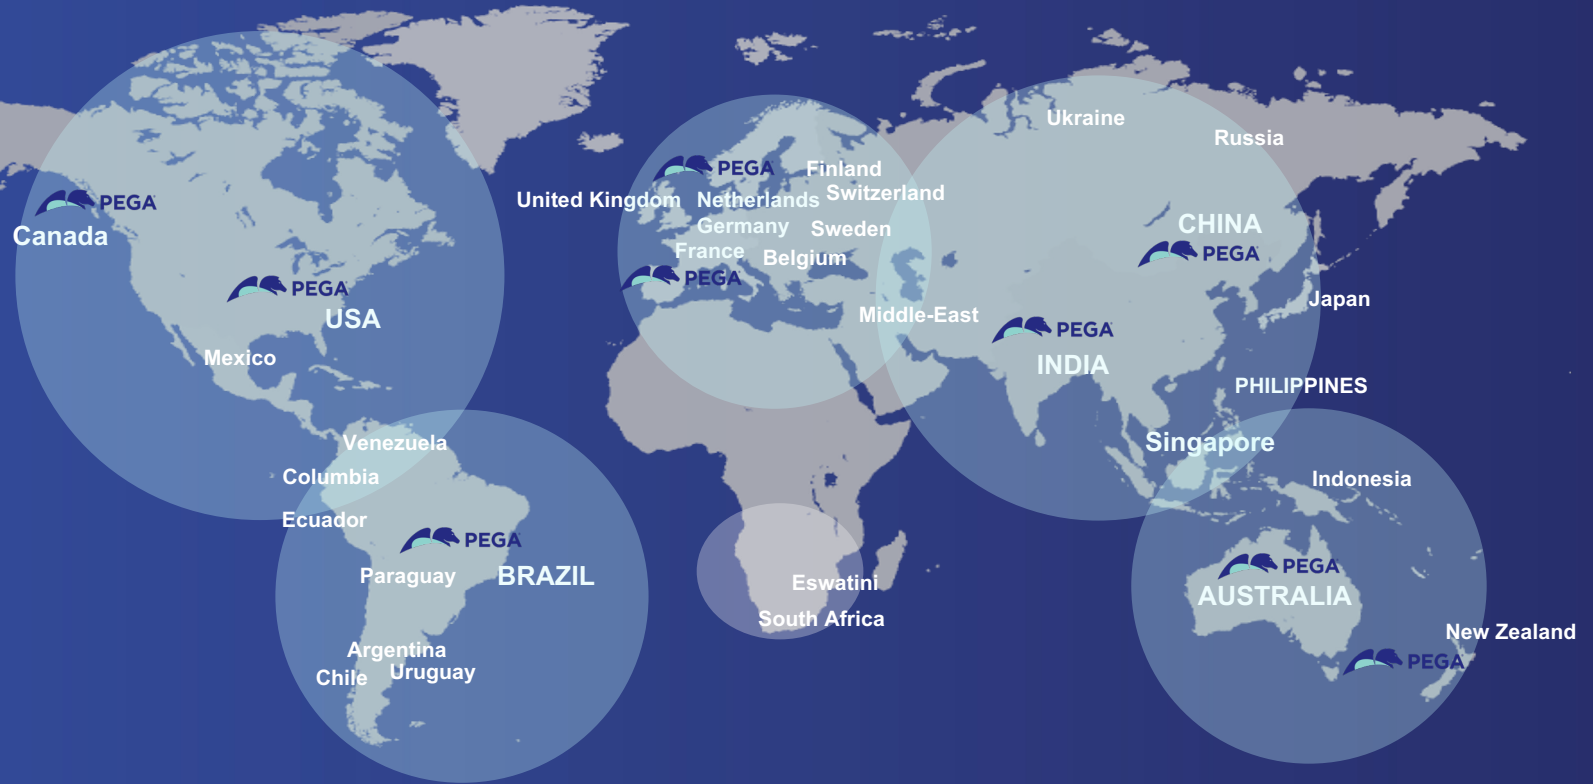 PEGA
Canada
PEGA
USA
Mexico
Venezuela
Columbia
Ecuador
PEGA
BRAZIL
Paraguay
Argentina
Uruguay
Chile
PEGA
Finland
United Kingdom
Netherlands
Switzerland
Germany
Sweden
France
Belgium
PEGA
Middle-East
Eswatini
South Africa
Ukraine
Russia
CHINA
PEGA
Japan
PEGA
INDIA
PHILIPPINES
Singapore
Indonesia
PEGA
AUSTRALIA
New Zealand
PEGA